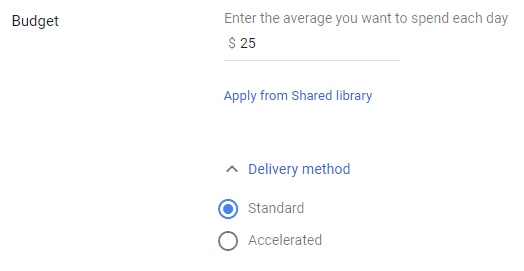 Budget
Enter the average you want to spend each day
$ 25
Apply from Shared library
Delivery method
Standard
Accelerated